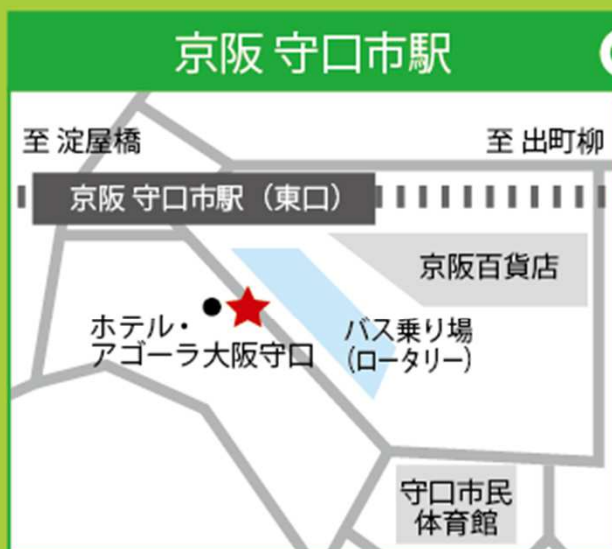 京阪 守口市駅
至 淀屋橋
至 出町柳
京阪 守口市駅（東口）
京阪百貨店
ホテル・
アゴーラ大阪守口
バス乗り場
（ロータリー）
守口市民
体育館